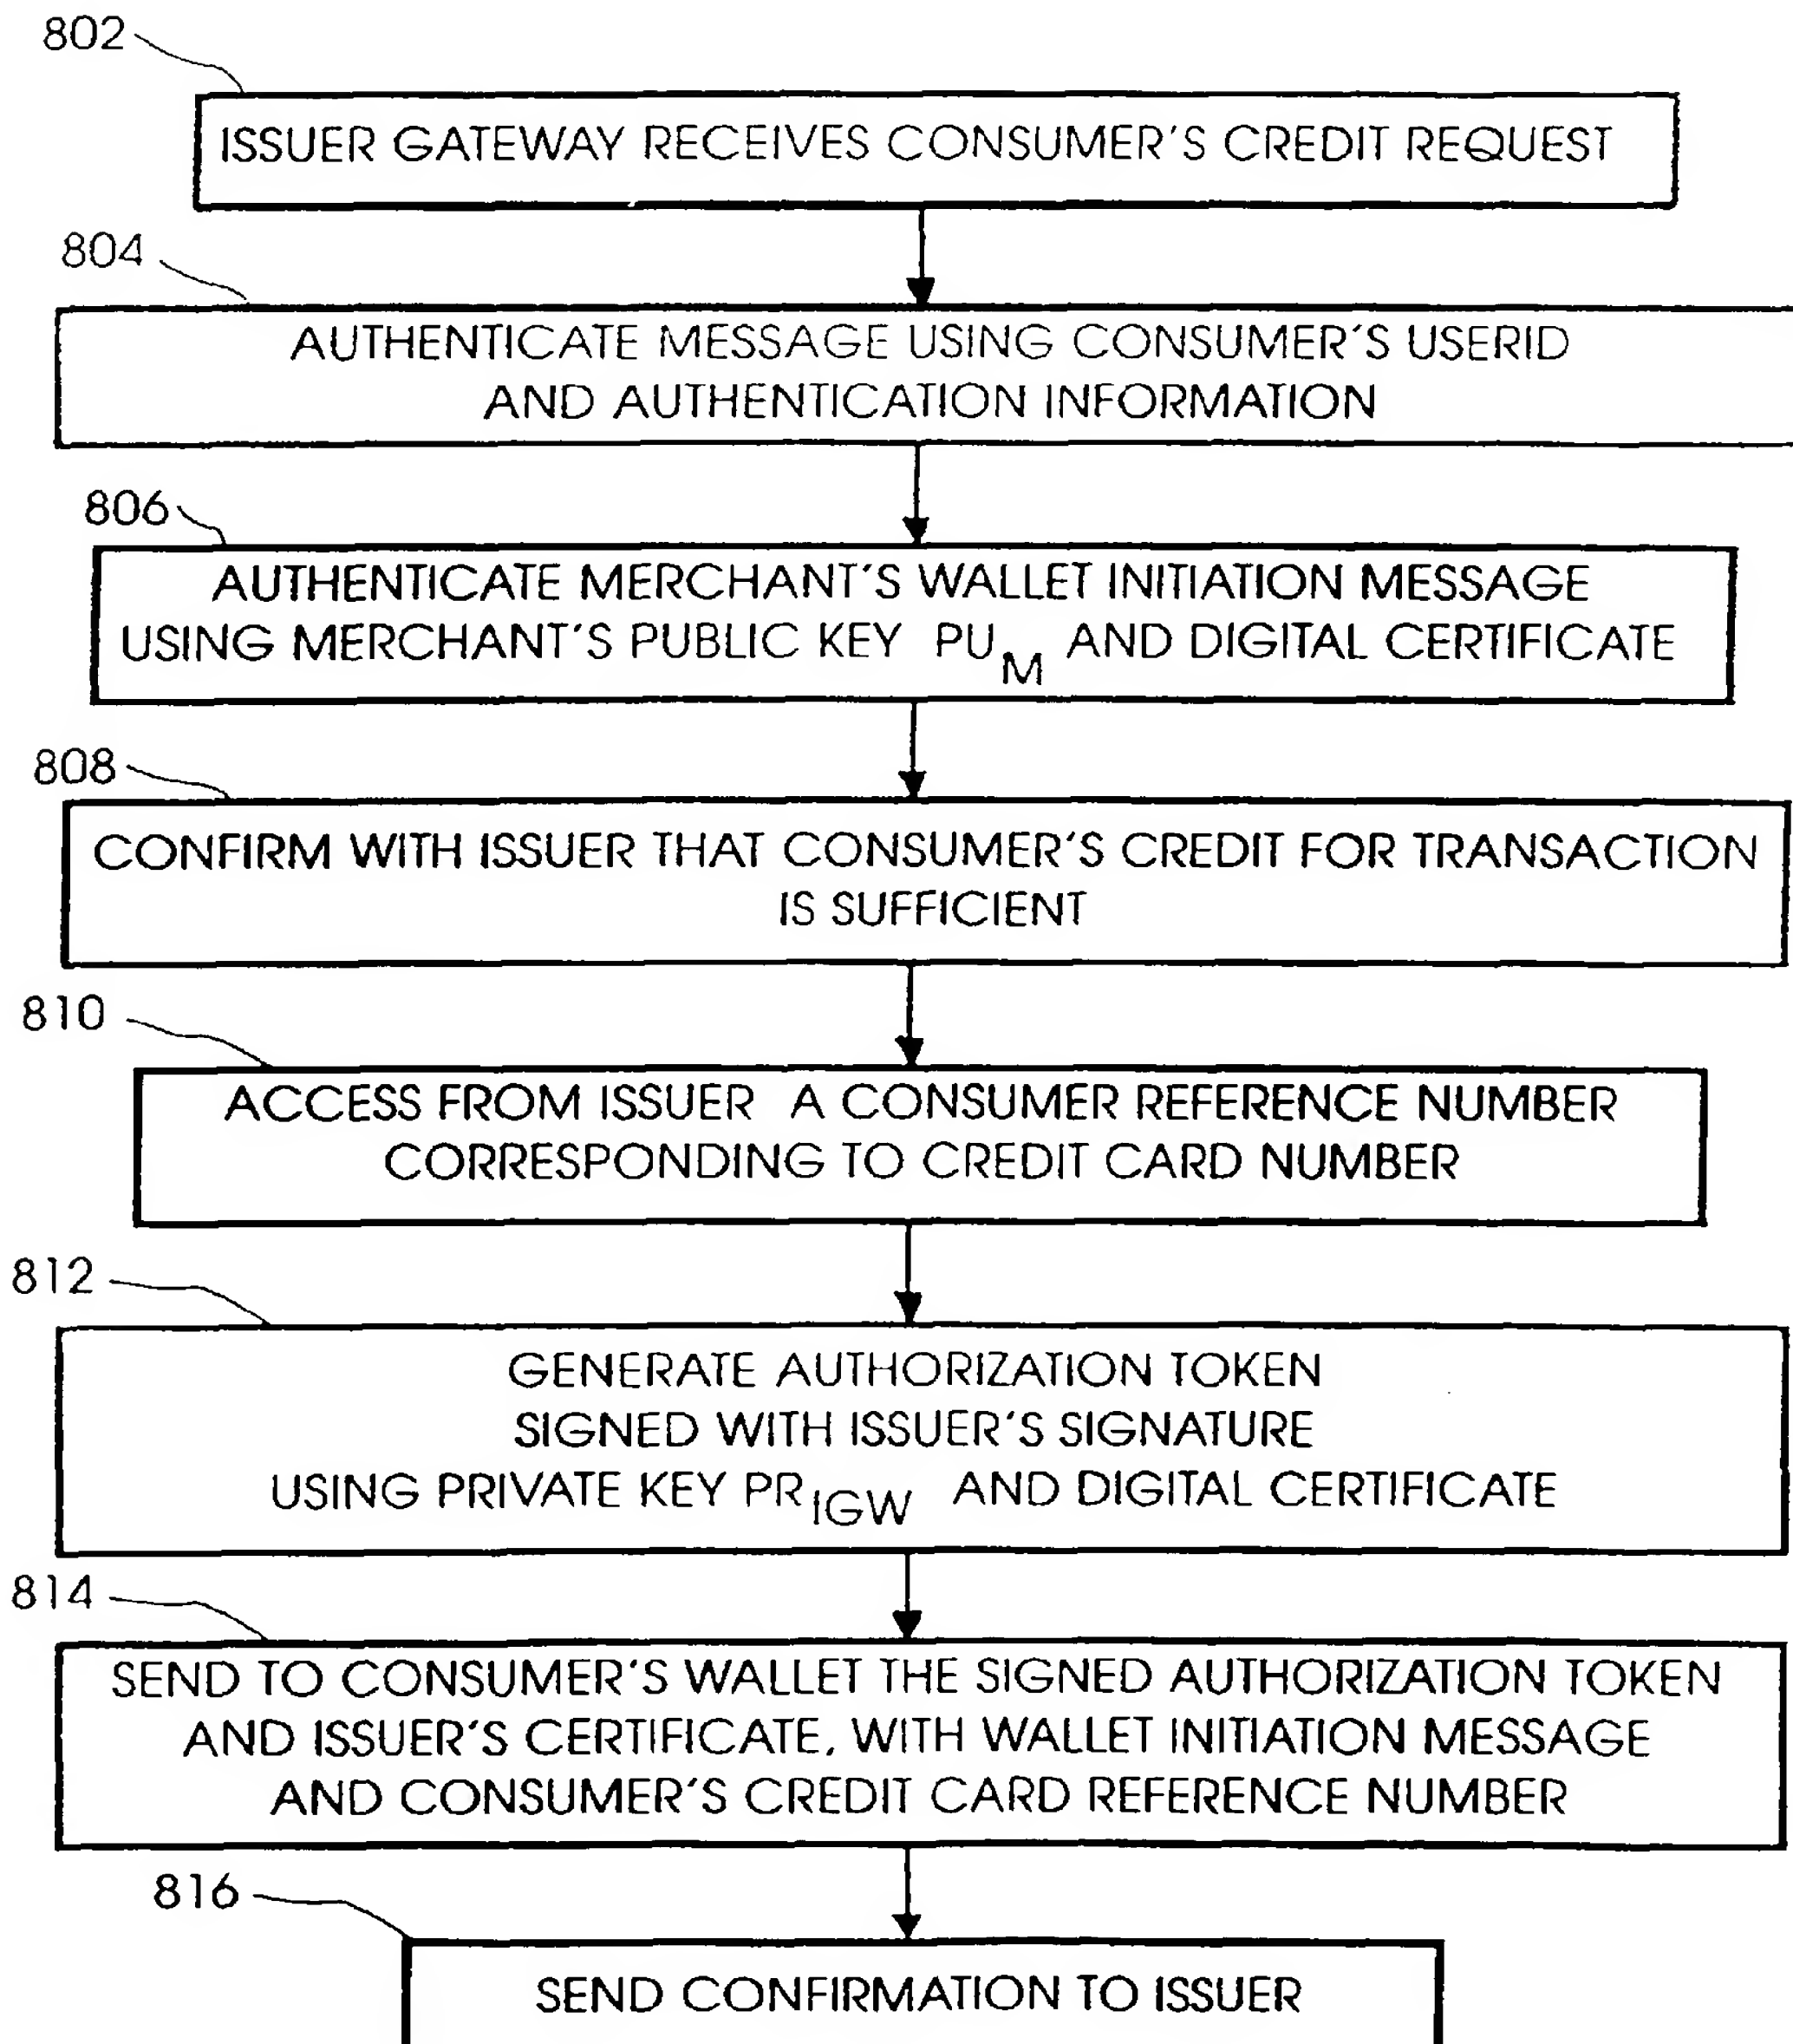 802
ISSUER GATEWAY RECEIVES CONSUMER'S CREDIT REQUEST
804
AUTHENTICATE MESSAGE USING CONSUMER'S USERID
AND AUTHENTICATION INFORMATION
806
AUTHENTICATE MERCHANT'S WALLET INITIATION MESSAGE
USING MERCHANT'S PUBLIC KEY PU_M AND DIGITAL CERTIFICATE
808
CONFIRM WITH ISSUER THAT CONSUMER'S CREDIT FOR TRANSACTION
IS SUFFICIENT
810
ACCESS FROM ISSUER A CONSUMER REFERENCE NUMBER
CORRESPONDING TO CREDIT CARD NUMBER
812
GENERATE AUTHORIZATION TOKEN
SIGNED WITH ISSUER'S SIGNATURE
USING PRIVATE KEY PR_IGW AND DIGITAL CERTIFICATE
814
SEND TO CONSUMER'S WALLET THE SIGNED AUTHORIZATION TOKEN
AND ISSUER'S CERTIFICATE, WITH WALLET INITIATION MESSAGE
AND CONSUMER'S CREDIT CARD REFERENCE NUMBER
816
SEND CONFIRMATION TO ISSUER